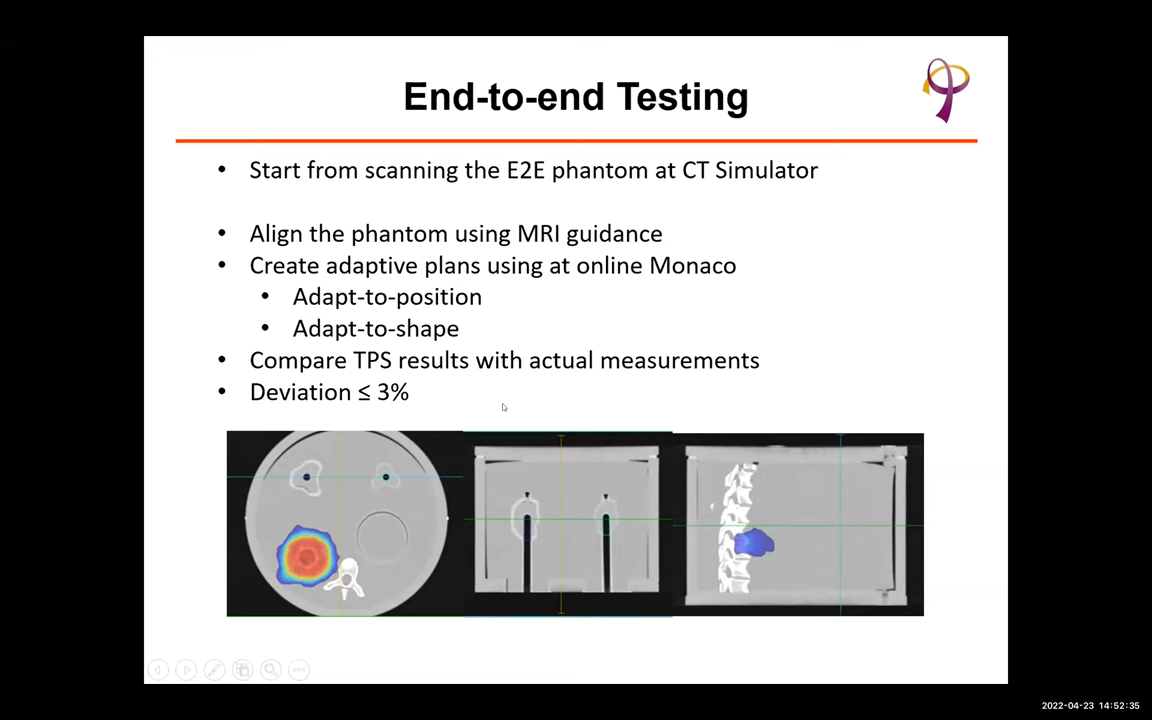 End-to-end Testing
• Start from scanning the E2E phantom at CT Simulator
• Align the phantom using MRI guidance
• Create adaptive plans using at online Monaco
• Adapt-to-position
• Adapt-to-shape
• Compare TPS results with actual measurements
• Deviation ≤ 3%
2022-04-23 14:52:35